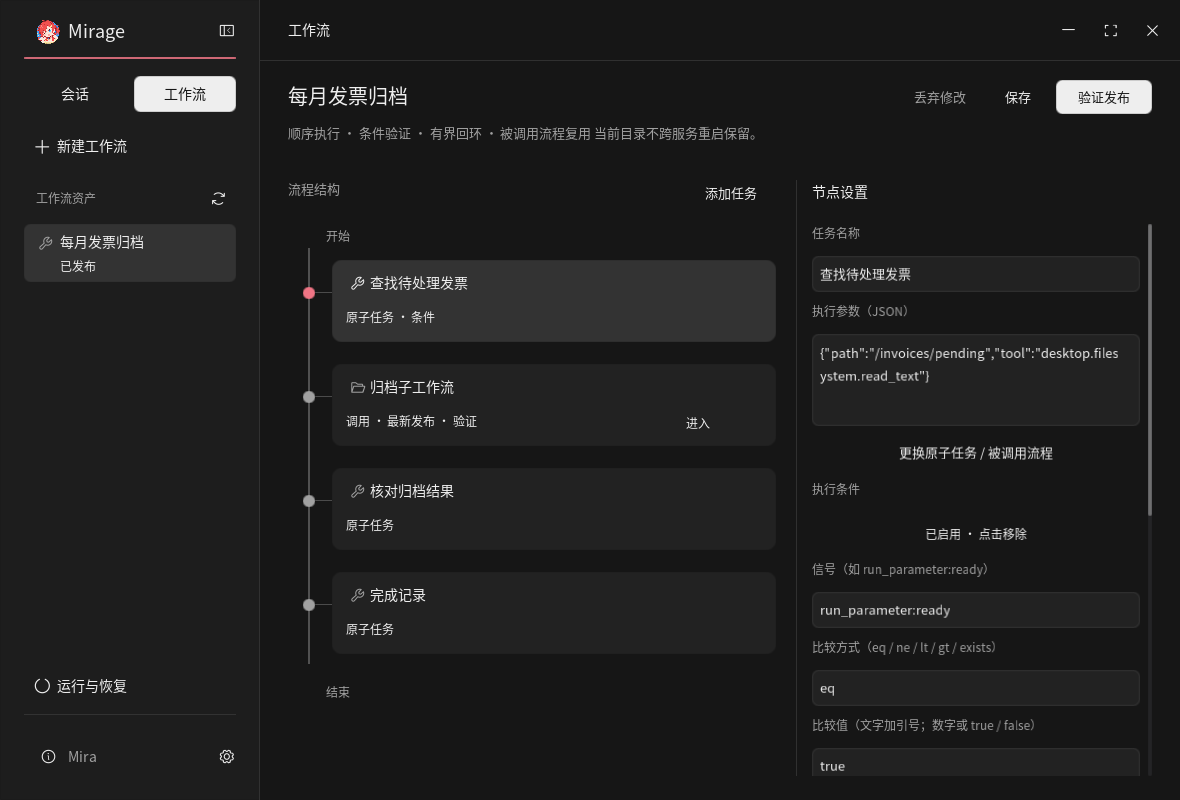 Mirage
会话
工作流
新建工作流
工作流资产
每月发票归档
已发布
运行与恢复
Mira
工作流
每月发票归档
丢弃修改
保存
验证发布
顺序执行 · 条件验证 · 有界回环 · 被调用流程复用 当前目录不跨服务重启保留。
流程结构
添加任务
开始
查找待处理发票
原子任务 · 条件
归档子工作流
调用 · 最新发布 · 验证
进入
核对归档结果
原子任务
完成记录
原子任务
结束
节点设置
任务名称
查找待处理发票
执行参数（JSON）
{"path":"/invoices/pending","tool":"desktop.files
ystem.read_text"}
更换原子任务 / 被调用流程
执行条件
已启用 · 点击移除
信号（如 run_parameter:ready）
run_parameter:ready
比较方式（eq / ne / lt / gt / exists）
eq
比较值（文字加引号；数字或 true / false）
true